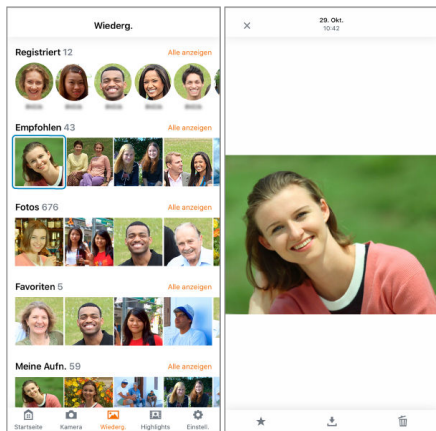 Wiederg.
Registriert 12 Alle anzeigen
Empfohlen 43 Alle anzeigen
Fotos 676 Alle anzeigen
Favoriten 5 Alle anzeigen
Meine Aufn. 59 Alle anzeigen
Startseite Kamera Wiederg. Highlights Einstell.
29. Okt.
10:42